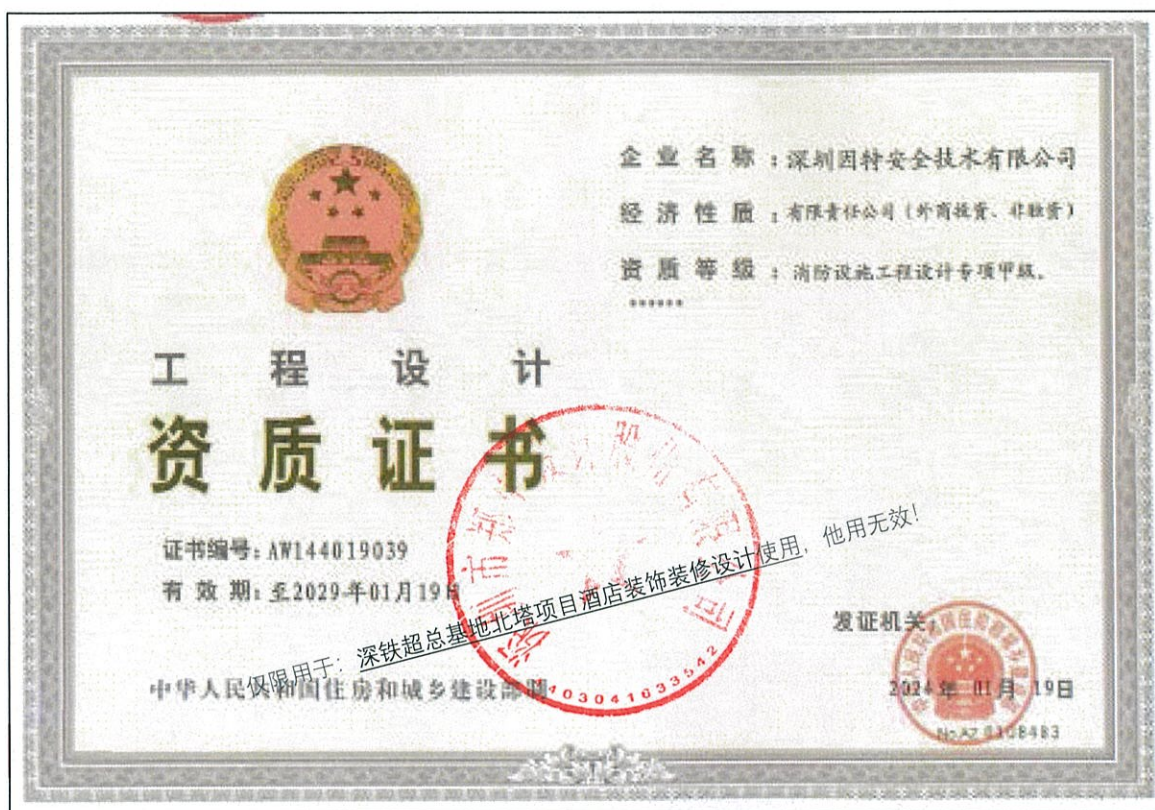 企业名称：深圳因特安全技术有限公司
经济性质：有限责任公司（外商投资、非独资）
资质等级：消防设施工程设计专项甲级。
******
工程设计
资质证书
证书编号：AW144019039
有效期：至2029年01月19日
仅限用于：深铁超总基地北塔项目酒店装饰装修设计使用，他用无效！
发证机关：
中华人民共和国住房和城乡建设部制
2024年01月19日
No.AZ 0108483
4403041633542